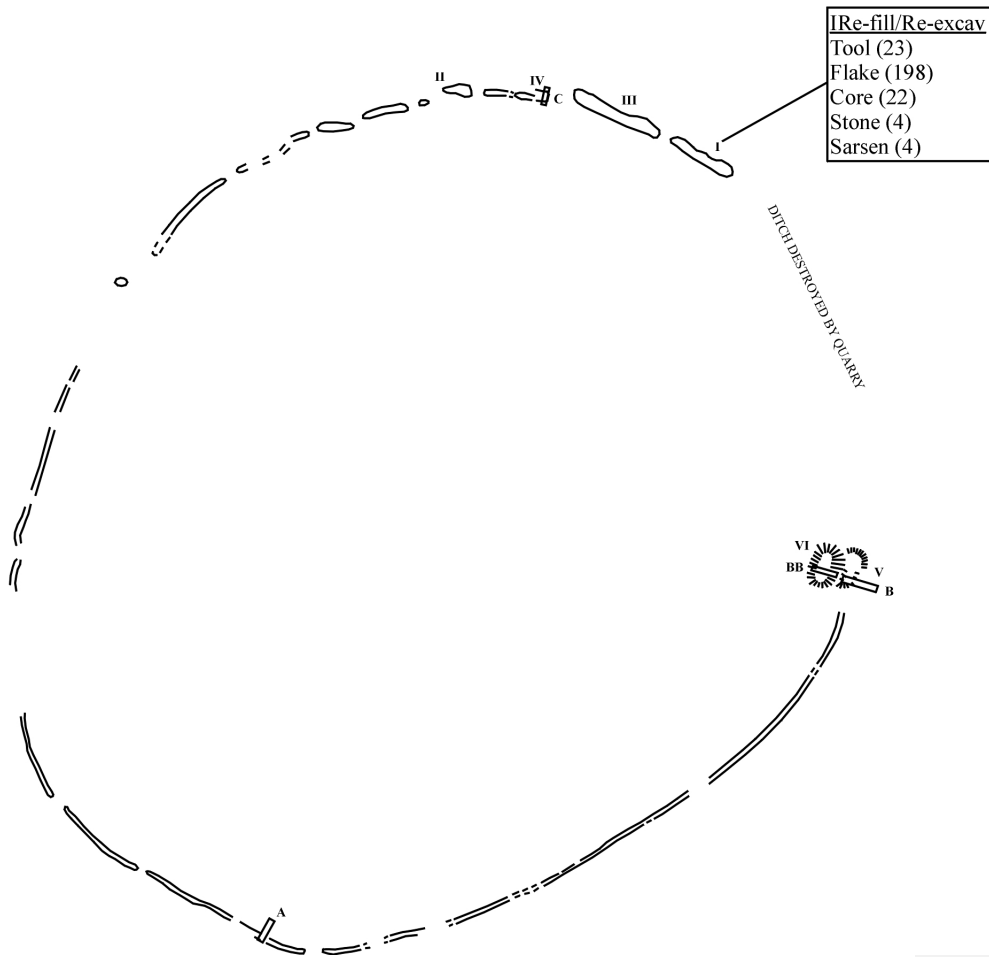 IRe-fill/Re-excav
Tool (23)
Flake (198)
Core (22)
Stone (4)
Sarsen (4)
II
IV
C
III
I
DITCH DESTROYED BY QUARRY
VI
BB
V
B
A